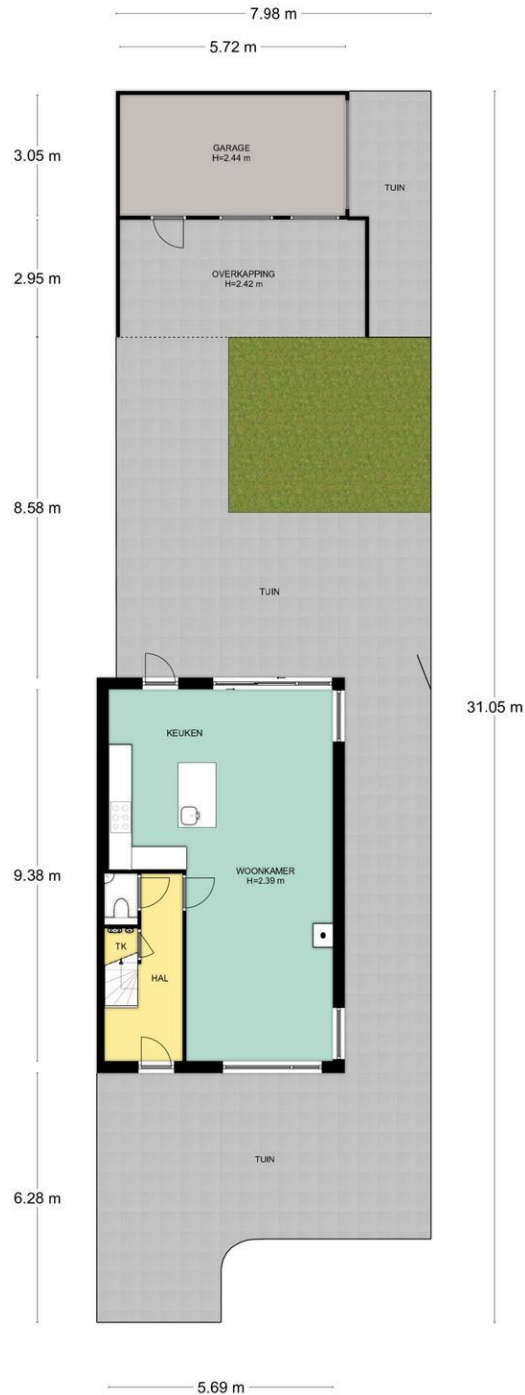 7.98 m
5.72 m
3.05 m
GARAGE
H=2.44 m
TUIN
2.95 m
OVERKAPPING
H=2.42 m
8.58 m
TUIN
31.05 m
KEUKEN
9.38 m
WOONKAMER
H=2.39 m
TK
HAL
TUIN
6.28 m
5.69 m